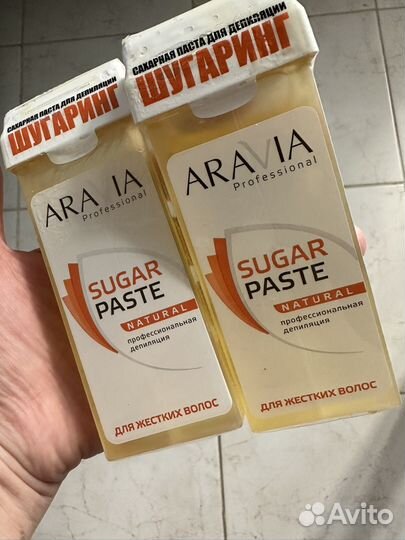 САХАРНАЯ ПАСТА ДЛЯ ДЕПИЛЯЦИИ
ШУГАРИНГ
ARAVIA
Professional
SUGAR
PASTE
NATURAL
профессиональная
депиляция
ДЛЯ ЖЕСТКИХ ВОЛОС
САХАРНАЯ ПАСТА ДЛЯ ДЕПИЛЯЦИИ
ШУГАРИНГ
ARAVIA
Professional
SUGAR
PASTE
NATURAL
профессиональная
депиляция
ДЛЯ ЖЕСТКИХ ВОЛОС
Avito